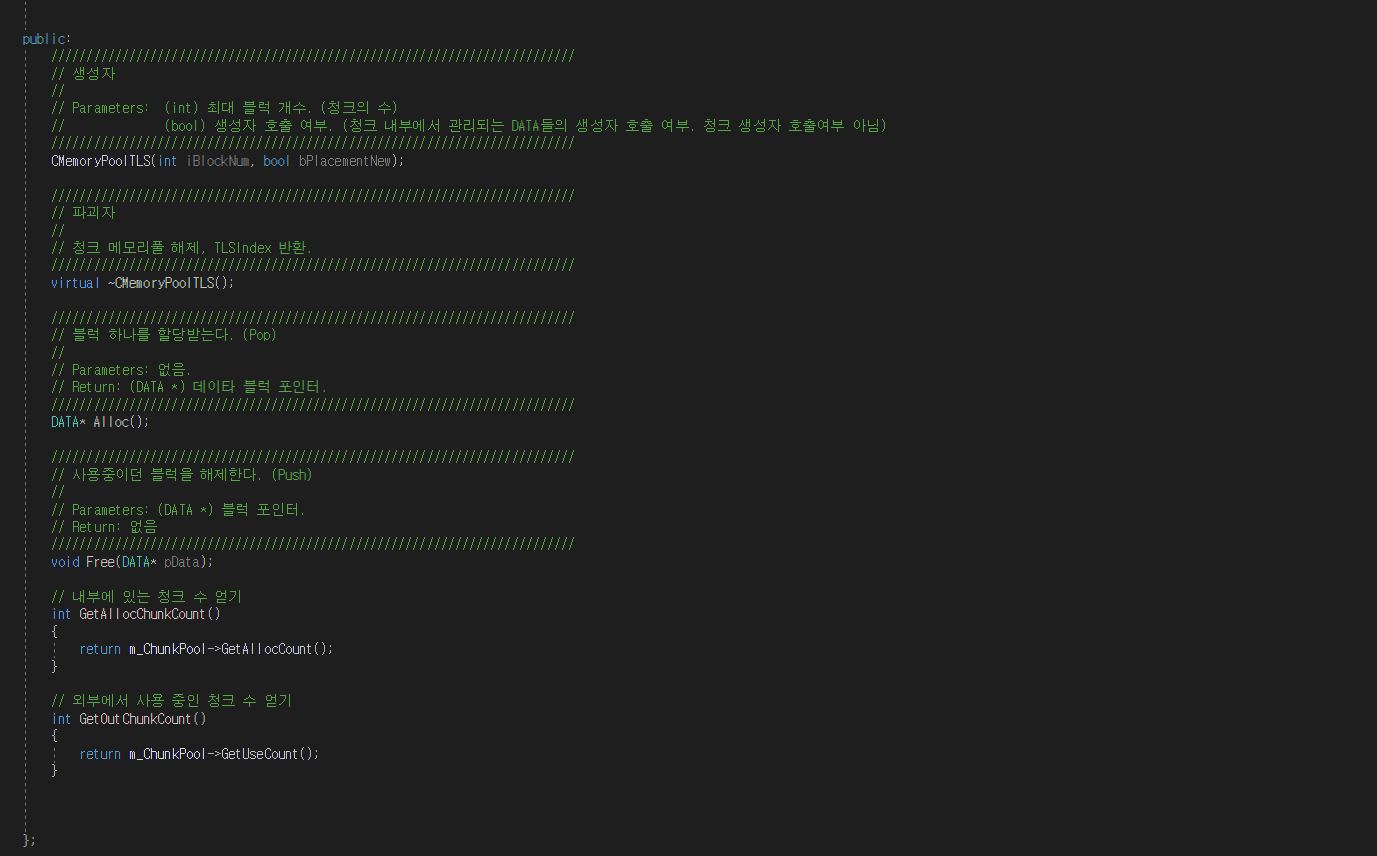 public:
///////////////////////////////////////////////////////////////////////////
// 생성자
//
// Parameters:	(int) 최대 블럭 개수. (청크의 수)
//				(bool) 생성자 호출 여부. (청크 내부에서 관리되는 DATA들의 생성자 호출 여부. 청크 생성자 호출여부 아님)
///////////////////////////////////////////////////////////////////////////
CMemoryPoolTLS(int iBlockNum, bool bPlacementNew);
///////////////////////////////////////////////////////////////////////////
// 파괴자
//
// 청크 메모리풀 해제, TLSIndex 반환.
///////////////////////////////////////////////////////////////////////////
virtual ~CMemoryPoolTLS();
///////////////////////////////////////////////////////////////////////////
// 블럭 하나를 할당받는다. (Pop)
//
// Parameters: 없음.
// Return: (DATA *) 데이타 블럭 포인터.
///////////////////////////////////////////////////////////////////////////
DATA* Alloc();
///////////////////////////////////////////////////////////////////////////
// 사용중이던 블럭을 해제한다. (Push)
//
// Parameters: (DATA *) 블럭 포인터.
// Return: 없음
///////////////////////////////////////////////////////////////////////////
void Free(DATA* pData);
// 내부에 있는 청크 수 얻기
int GetAllocChunkCount()
{
return m_ChunkPool->GetAllocCount();
}
// 외부에서 사용 중인 청크 수 얻기
int GetOutChunkCount()
{
return m_ChunkPool->GetUseCount();
}
};